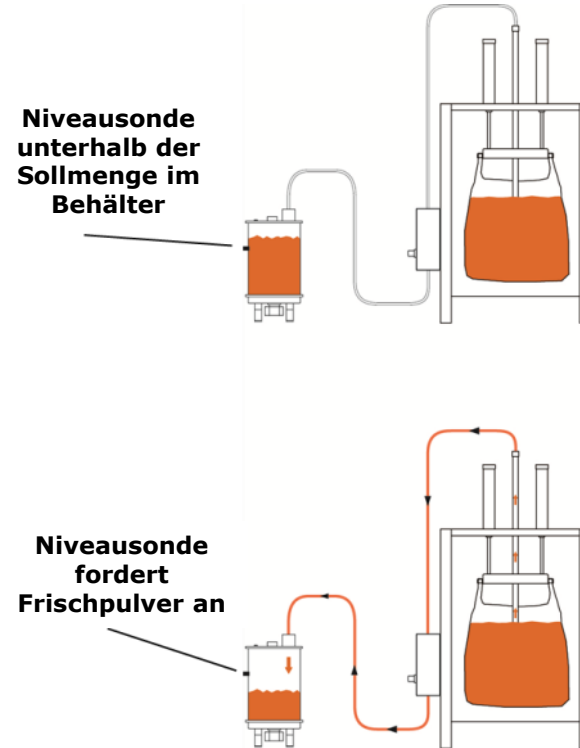 Niveausonde
unterhalb der
Sollmenge im
Behälter
Niveausonde
fordert
Frischpulver an